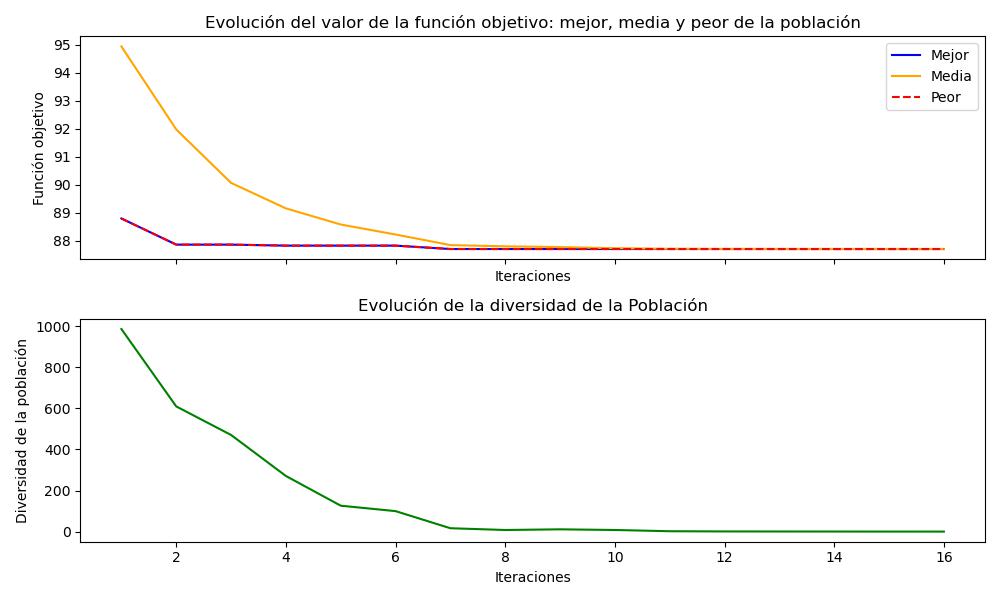 Evolución del valor de la función objetivo: mejor, media y peor de la población
95
94
93
92
91
90
89
88
Función objetivo
Mejor
Media
Peor
Iteraciones
Evolución de la diversidad de la Población
1000
800
600
400
200
0
Diversidad de la población
2 4 6 8 10 12 14 16
Iteraciones